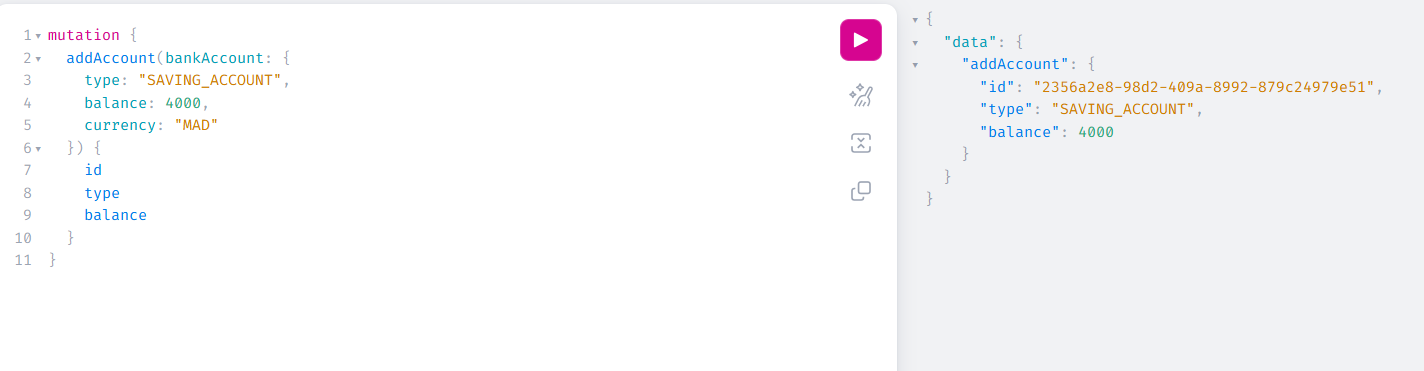 1 mutation {
2 addAccount(bankAccount: {
3 type: "SAVING_ACCOUNT",
4 balance: 4000,
5 currency: "MAD"
6 }) {
7 id
8 type
9 balance
10 }
11 }
{
"data": {
"addAccount": {
"id": "2356a2e8-98d2-409a-8992-879c24979e51",
"type": "SAVING_ACCOUNT",
"balance": 4000
}
}
}